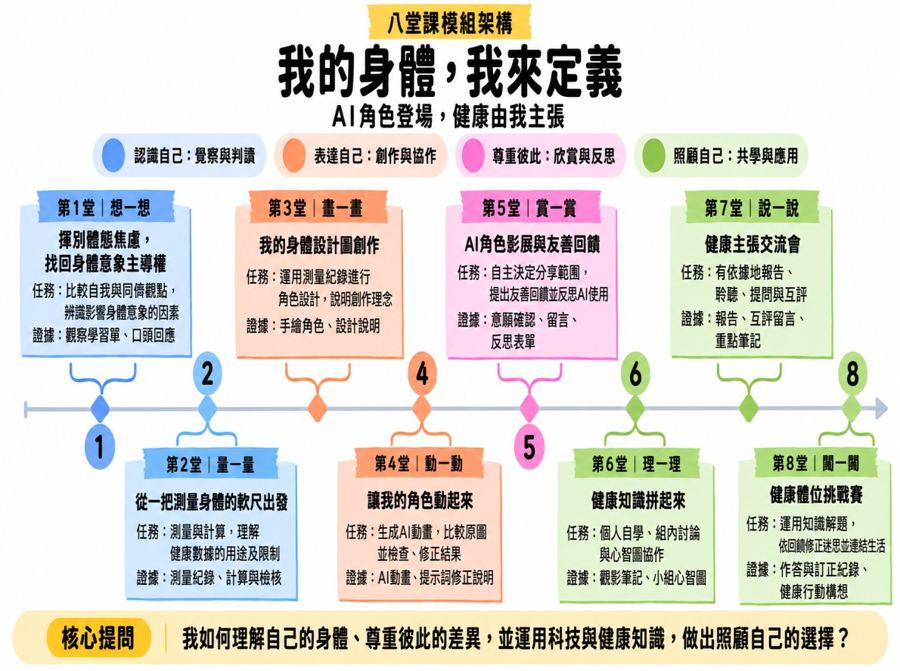 八堂課模組架構
我的身體，我來定義
AI角色登場，健康由我主張
認識自己：覺察與判讀
表達自己：創作與協作
尊重彼此：欣賞與反思
照顧自己：共學與應用
第1堂｜想一想
揮別體態焦慮，
找回身體意象主導權
任務：比較自我與同儕觀點，
辨識影響身體意象的因素
證據：觀察學習單、口頭回應
第3堂｜畫一畫
我的身體設計圖創作
任務：運用測量紀錄進行
角色設計，說明創作理念
證據：手繪角色、設計說明
第5堂｜賞一賞
AI角色影展與友善回饋
任務：自主決定分享範圍，
提出友善回饋並反思AI使用
證據：意願確認、留言、
反思表單
第7堂｜說一說
健康主張交流會
任務：有依據地報告、
聆聽、提問與互評
證據：報告、互評留言、
重點筆記
2
4
6
8
1
5
第2堂｜量一量
從一把測量身體的軟尺出發
任務：測量與計算，理解
健康數據的用途及限制
證據：測量紀錄、計算與檢核
第4堂｜動一動
讓我的角色動起來
任務：生成AI動畫，比較原圖
並檢查、修正結果
證據：AI動畫、提示詞修正說明
第6堂｜理一理
健康知識拼起來
任務：個人自學、組內討論
與心智圖協作
證據：觀影筆記、小組心智圖
第8堂｜闖一闖
健康體位挑戰賽
任務：運用知識解題，
依回饋修正迷思並連結生活
證據：作答與訂正紀錄、
健康行動構想
核心提問
我如何理解自己的身體、尊重彼此的差異，並運用科技與健康知識，做出照顧自己的選擇？